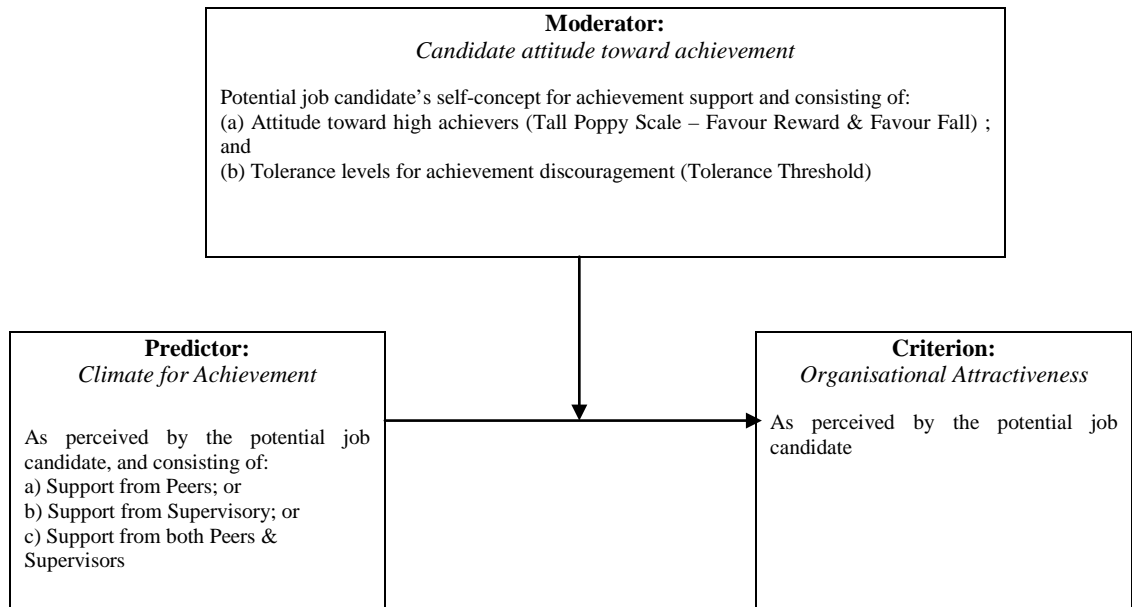 Moderator:
Candidate attitude toward achievement
Potential job candidate's self-concept for achievement support and consisting of:
(a) Attitude toward high achievers (Tall Poppy Scale – Favour Reward & Favour Fall) ;
and
(b) Tolerance levels for achievement discouragement (Tolerance Threshold)
Predictor:
Climate for Achievement
As perceived by the potential job
candidate, and consisting of:
a) Support from Peers; or
b) Support from Supervisory; or
c) Support from both Peers &
Supervisors
Criterion:
Organisational Attractiveness
As perceived by the potential job
candidate